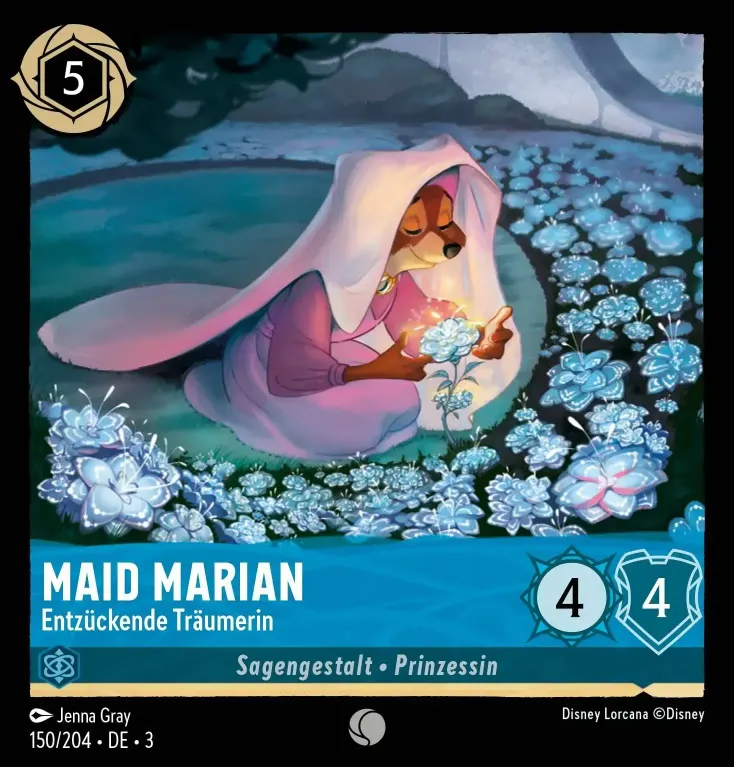 5
MAID MARIAN
Entzückende Träumerin
4 4
Sagengestalt • Prinzessin
Jenna Gray
Disney Lorcana ©Disney
150/204 • DE • 3